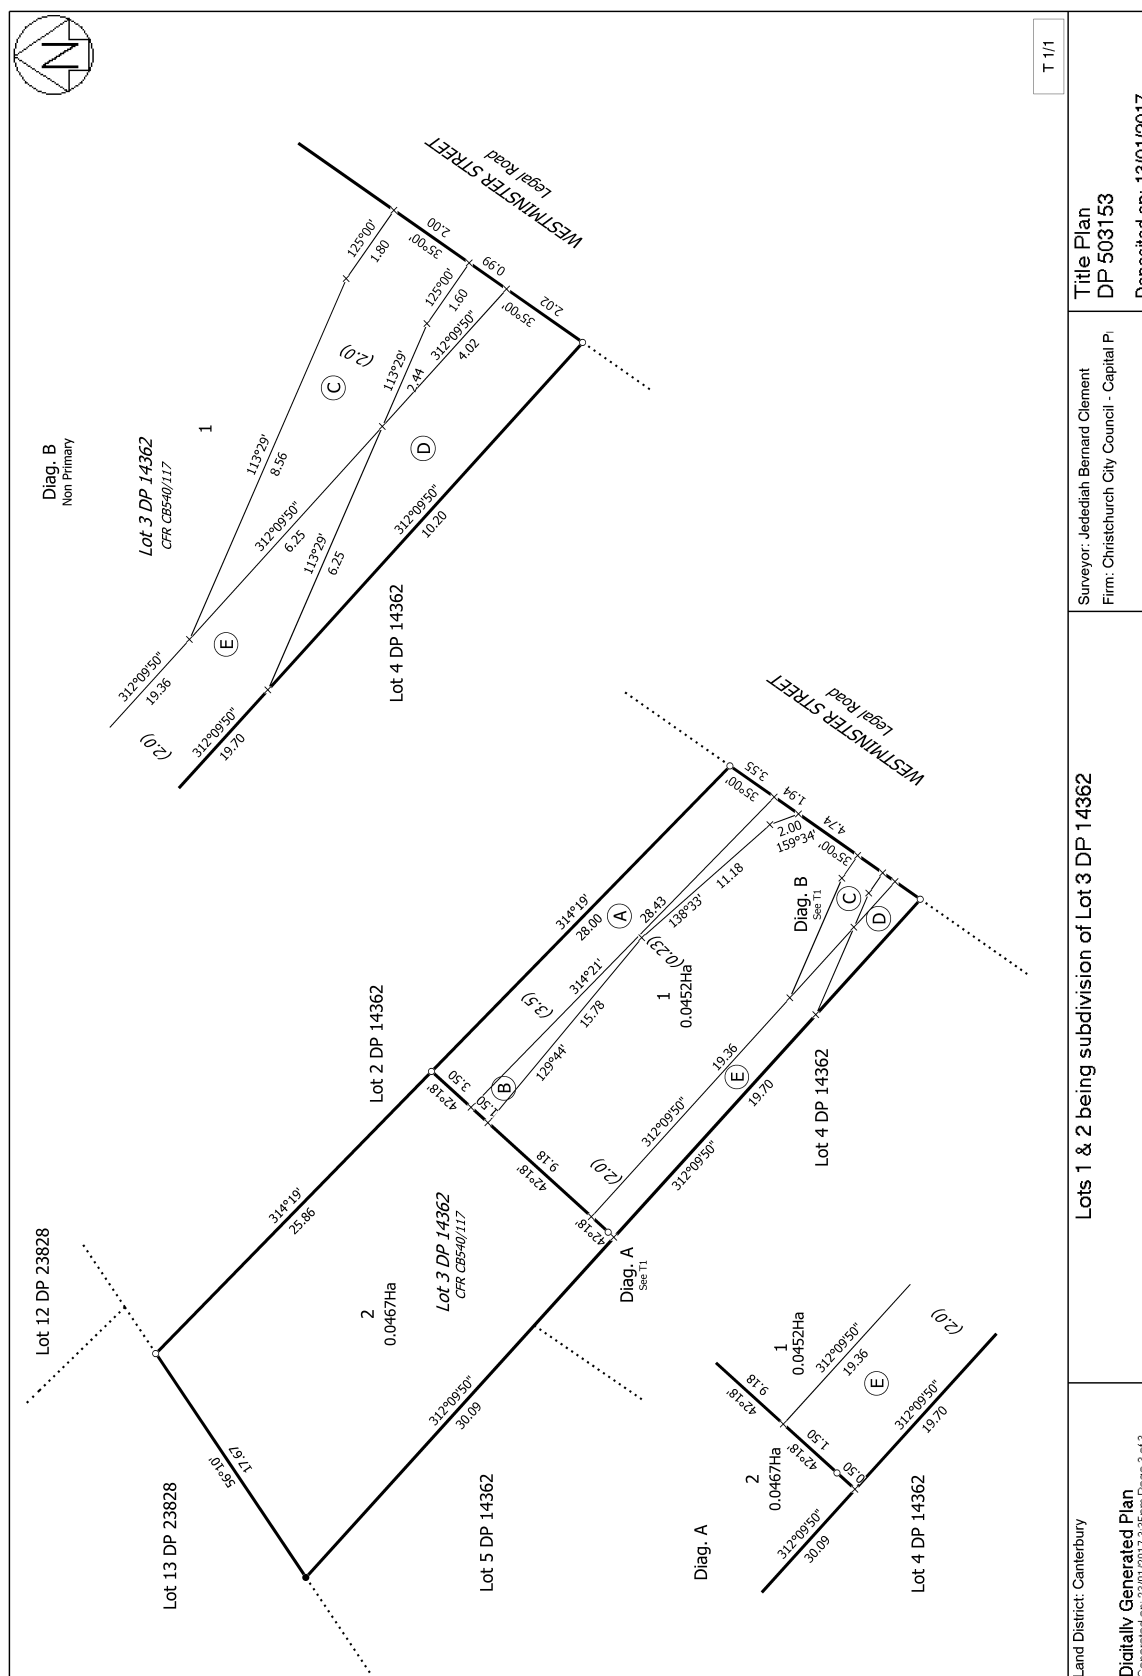 N
T 1/1
WESTMINSTER STREET
Legal Road
125°00'
1.80
2.00
35°00'
0.99
125°00'
1.60
35°00'
2.02
312°09'50"
4.02
113°29'
2.44
(2.0)
C
D
1
Diag. B
Non Primary
Lot 3 DP 14362
CFR CB540/117
113°29'
8.56
312°09'50"
6.25
113°29'
6.25
312°09'50"
10.20
E
Lot 4 DP 14362
312°09'50"
19.36
(2.0)
312°09'50"
19.70
WESTMINSTER STREET
Legal Road
3.55
35°00'
1.94
4.74
2.00
159°34'
35°00'
314°19'
28.00
A
28.43
138°33'
11.18
Diag. B
See T1
C
D
(0.23)
1
0.0452Ha
314°21'
(3.5)
15.78
129°44'
Lot 2 DP 14362
3.50
42°18'
B
1.50
19.36
E
19.70
312°09'50"
Lot 4 DP 14362
312°09'50"
9.18
42°18'
(2.0)
42°18'
Diag. A
See T1
314°19'
25.86
Lot 3 DP 14362
CFR CB540/117
2
0.0467Ha
Lot 12 DP 23828
17.67
56°10'
312°09'50"
30.09
Lot 13 DP 23828
Lot 5 DP 14362
Diag. A
1
0.0452Ha
9.18
42°18'
312°09'50"
19.36
(2.0)
E
1.50
42°18'
2
0.0467Ha
0.50
312°09'50"
19.70
312°09'50"
30.09
Lot 4 DP 14362
Land District: Canterbury
Digitally Generated Plan
Lots 1 & 2 being subdivision of Lot 3 DP 14362
Surveyor: Jedediah Bernard Clement
Firm: Christchurch City Council - Capital
Title Plan
DP 503153
Deposited on: 13/01/2017